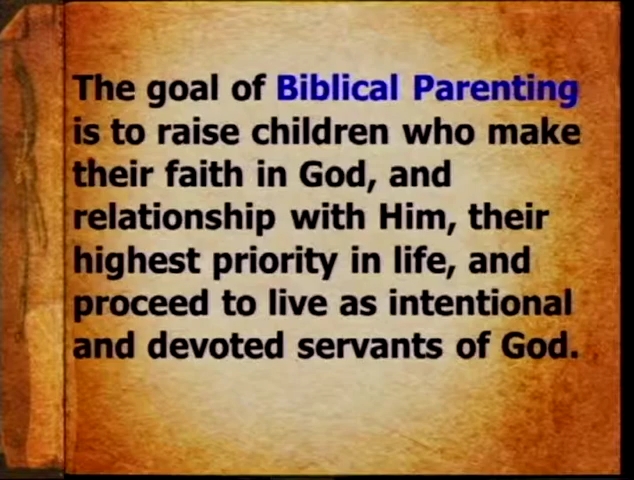 The goal of Biblical Parenting
is to raise children who make
their faith in God, and
relationship with Him, their
highest priority in life, and
proceed to live as intentional
and devoted servants of God.